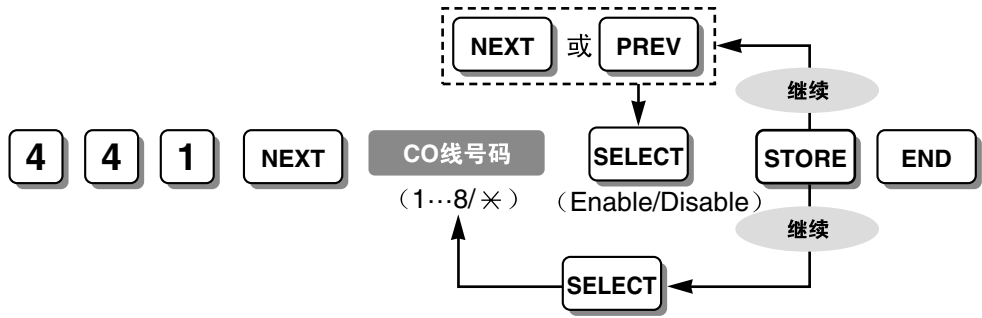 NEXT 或 PREV
继续
4 4 1 NEXT CO线号码 SELECT STORE END
(1…8/✳) (Enable/Disable)
继续
SELECT